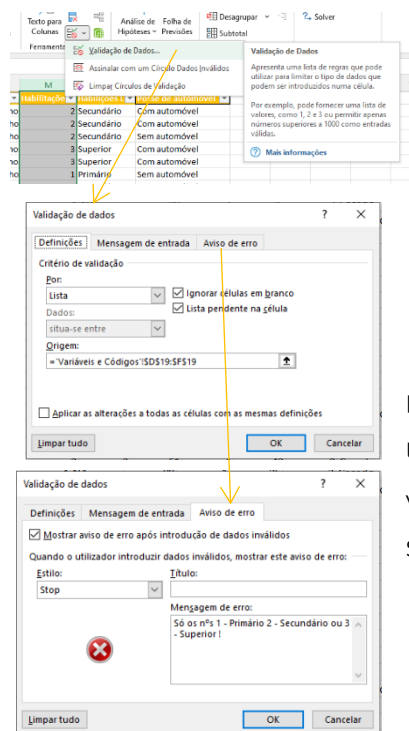 Texto para
Colunas
Análise de Hipóteses
Folha de Previsões
Desagrupar
Subtotal
Solver
Ferramenta
Validação de Dados...
Assinalar com um Círculo Dados Inválidos
Limpar Círculos de Validação
Validação de Dados
Apresenta uma lista de regras que pode
utilizar para limitar o tipo de dados que
podem ser introduzidos numa célula.
Por exemplo, pode fornecer uma lista de
valores, como 1, 2 e 3 ou permitir apenas
números superiores a 1000 como entradas
válidas.
Mais informações
M
2 Secundário Com automóvel
2 Secundário Com automóvel
2 Secundário Sem automóvel
3 Superior Com automóvel
3 Superior Com automóvel
1 Primário Sem automóvel
Validação de dados ? X
Definições Mensagem de entrada Aviso de erro
Critério de validação
Por:
Lista
Ignorar células em branco
Dados:
Lista pendente na célula
situa-se entre
Origem:
='Variáveis e Códigos'!$D$19:$F$19
Aplicar as alterações a todas as células com as mesmas definições
Limpar tudo OK Cancelar
Validação de dados ? X
Definições Mensagem de entrada Aviso de erro
Mostrar aviso de erro após introdução de dados inválidos
Quando o utilizador introduzir dados inválidos, mostrar este aviso de erro:
Estilo: Título:
Stop
Mensagem de erro:
Só os nºs 1 - Primário 2 - Secundário ou 3
- Superior !
Limpar tudo OK Cancelar